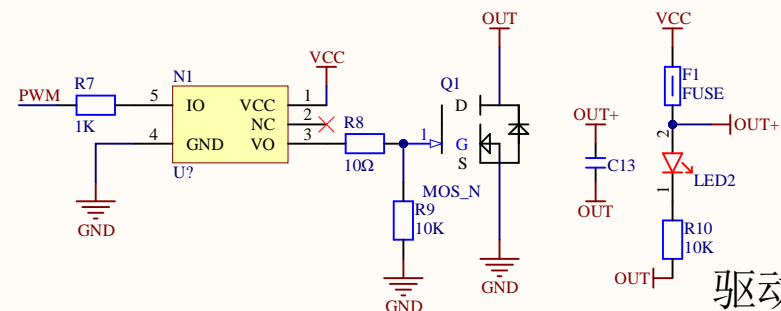 OUT
VCC
VCC
N1
Q1
R7
PWM
5
IO
VCC
1
D
F1
FUSE
1K
NC
2
R8
OUT+
2
OUT+
4
GND
VO
3
1
G
S
10Ω
C13
LED2
U?
MOS_N
OUT
1
R9
10K
R10
10K
GND
GND
GND
OUT
驱动